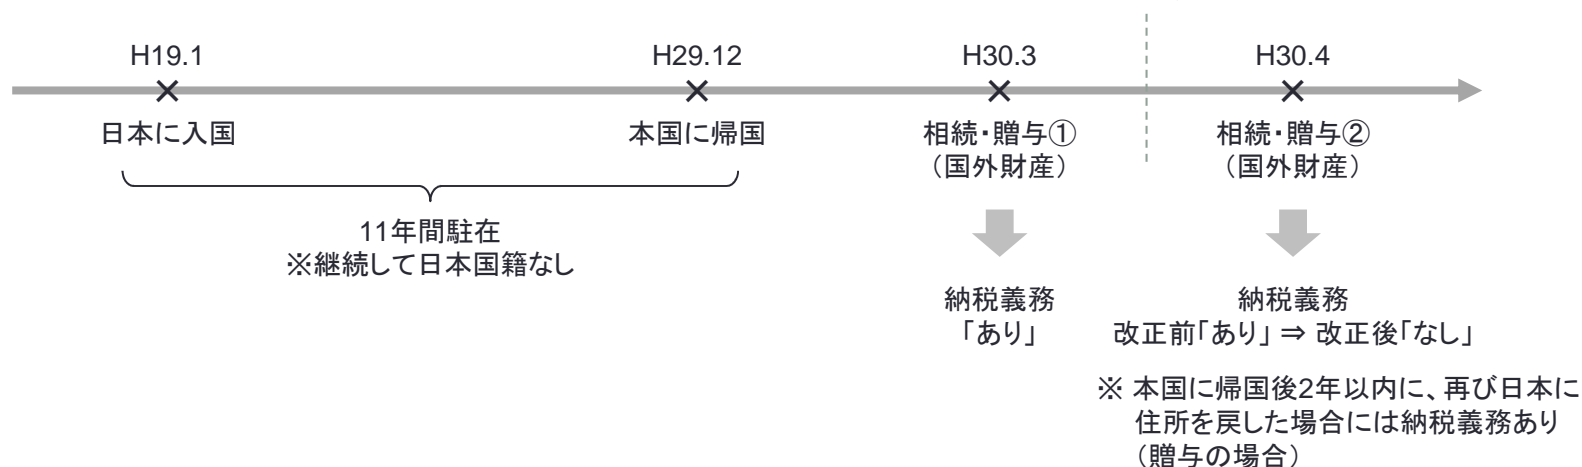 H19.1
H29.12
H30.3
H30.4
日本に入国
本国に帰国
相続・贈与①
（国外財産）
相続・贈与②
（国外財産）
11年間駐在
※継続して日本国籍なし
納税義務
「あり」
納税義務
改正前「あり」⇒ 改正後「なし」
※ 本国に帰国後2年以内に、再び日本に
住所を戻した場合には納税義務あり
（贈与の場合）